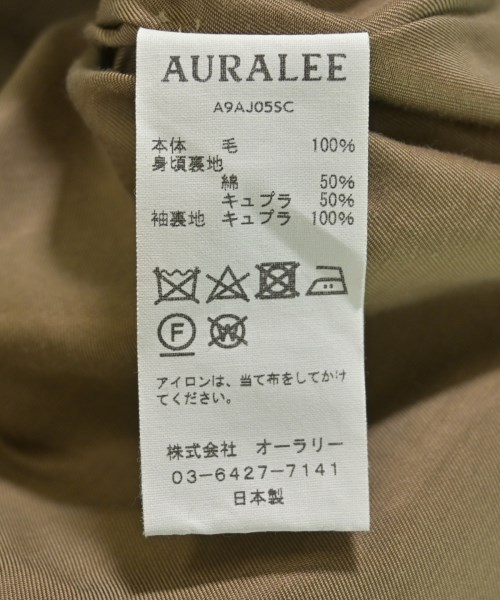 AURALEE
A9AJ05SC
本体 毛 100%
身頃裏地
綿 50%
キュプラ 50%
袖裏地 キュプラ 100%
F W
アイロンは、当て布をしてかけ
てください。
株式会社 オーラリー
03-6427-7141
日本製